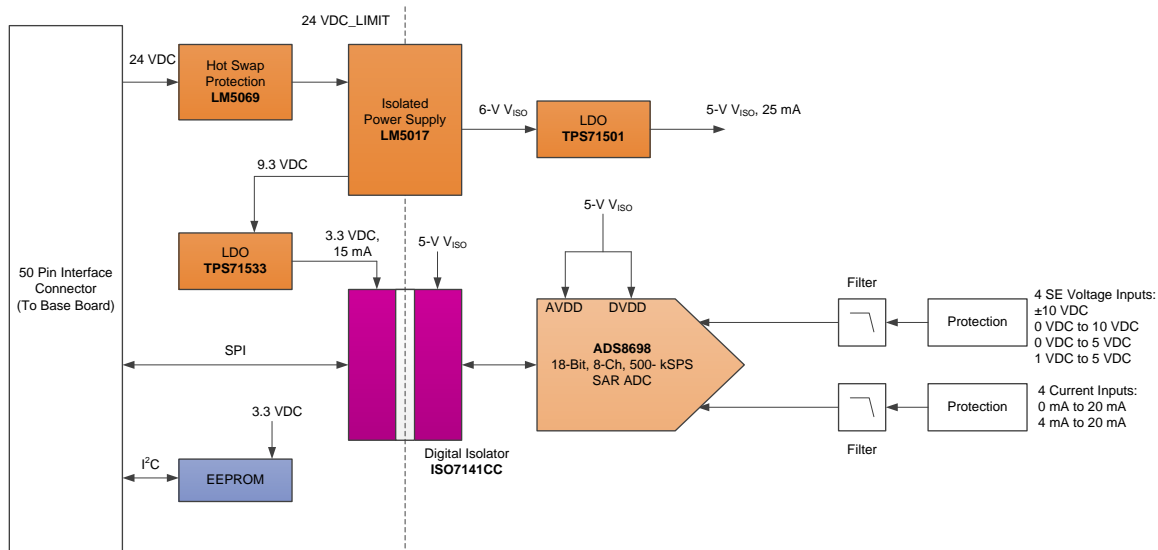 24 VDC_LIMIT
24 VDC
Hot Swap
Protection
LM5069
Isolated
Power Supply
LM5017
6-V VISO
LDO
TPS71501
5-V VISO, 25 mA
9.3 VDC
LDO
TPS71533
3.3 VDC,
15 mA
5-V VISO
5-V VISO
50 Pin Interface
Connector
(To Base Board)
AVDD
DVDD
ADS8698
18-Bit, 8-Ch, 500- kSPS
SAR ADC
Filter
Protection
4 SE Voltage Inputs:
±10 VDC
0 VDC to 10 VDC
0 VDC to 5 VDC
1 VDC to 5 VDC
SPI
Filter
Protection
4 Current Inputs:
0 mA to 20 mA
4 mA to 20 mA
3.3 VDC
Digital Isolator
ISO7141CC
I²C
EEPROM